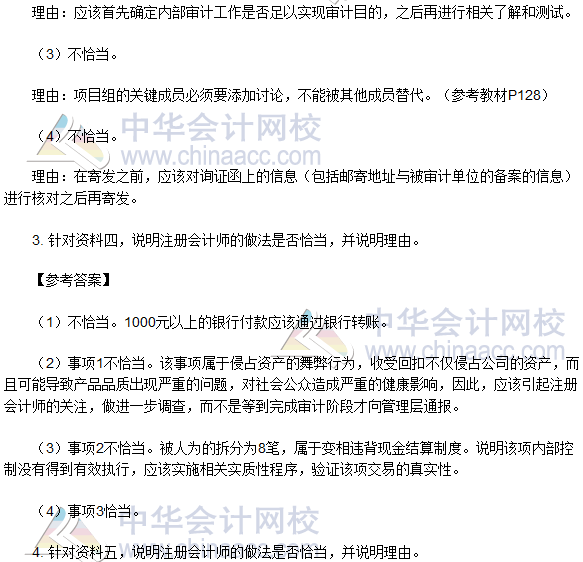 理由：应该首先确定内部审计工作是否足以实现审计目的，之后再进行相关了解和测试。
（3）不恰当。
理由：项目组的关键成员必须要添加讨论，不能被其他成员替代。（参考教材P128）
中华会计网校
（4）不恰当。
www.chinaacc.com
理由：在寄发之前，应该对询证函上的信息（包括邮寄地址与被审计单位的备案的信息）
进行核对之后再寄发。
3. 针对资料四，说明注册会计师的做法是否恰当，并说明理由。
【参考答案】
（1）不恰当。1000元以上的银行付款应该通过银行转账。
中华会计网校
www.chinaacc.com
（2）事项1不恰当。该事项属于侵占资产的舞弊行为，收受回扣不仅侵占公司的资产，而
且可能导致产品品质出现严重的问题，对社会公众造成严重的健康影响，因此，应该引起注册
会计师的关注，做进一步调查，而不是等到完成审计阶段才向管理层通报。
（3）事项2不恰当。被人为的拆分为8笔，属于变相违背现金结算制度。说明该项内部控
制没有得到有效执行，应该实施相关实质性程序，验证该项交易的真实性。
（4）事项3恰当。
中华会计网校
www.chinaacc.com
4. 针对资料五，说明注册会计师的做法是否恰当，并说明理由。